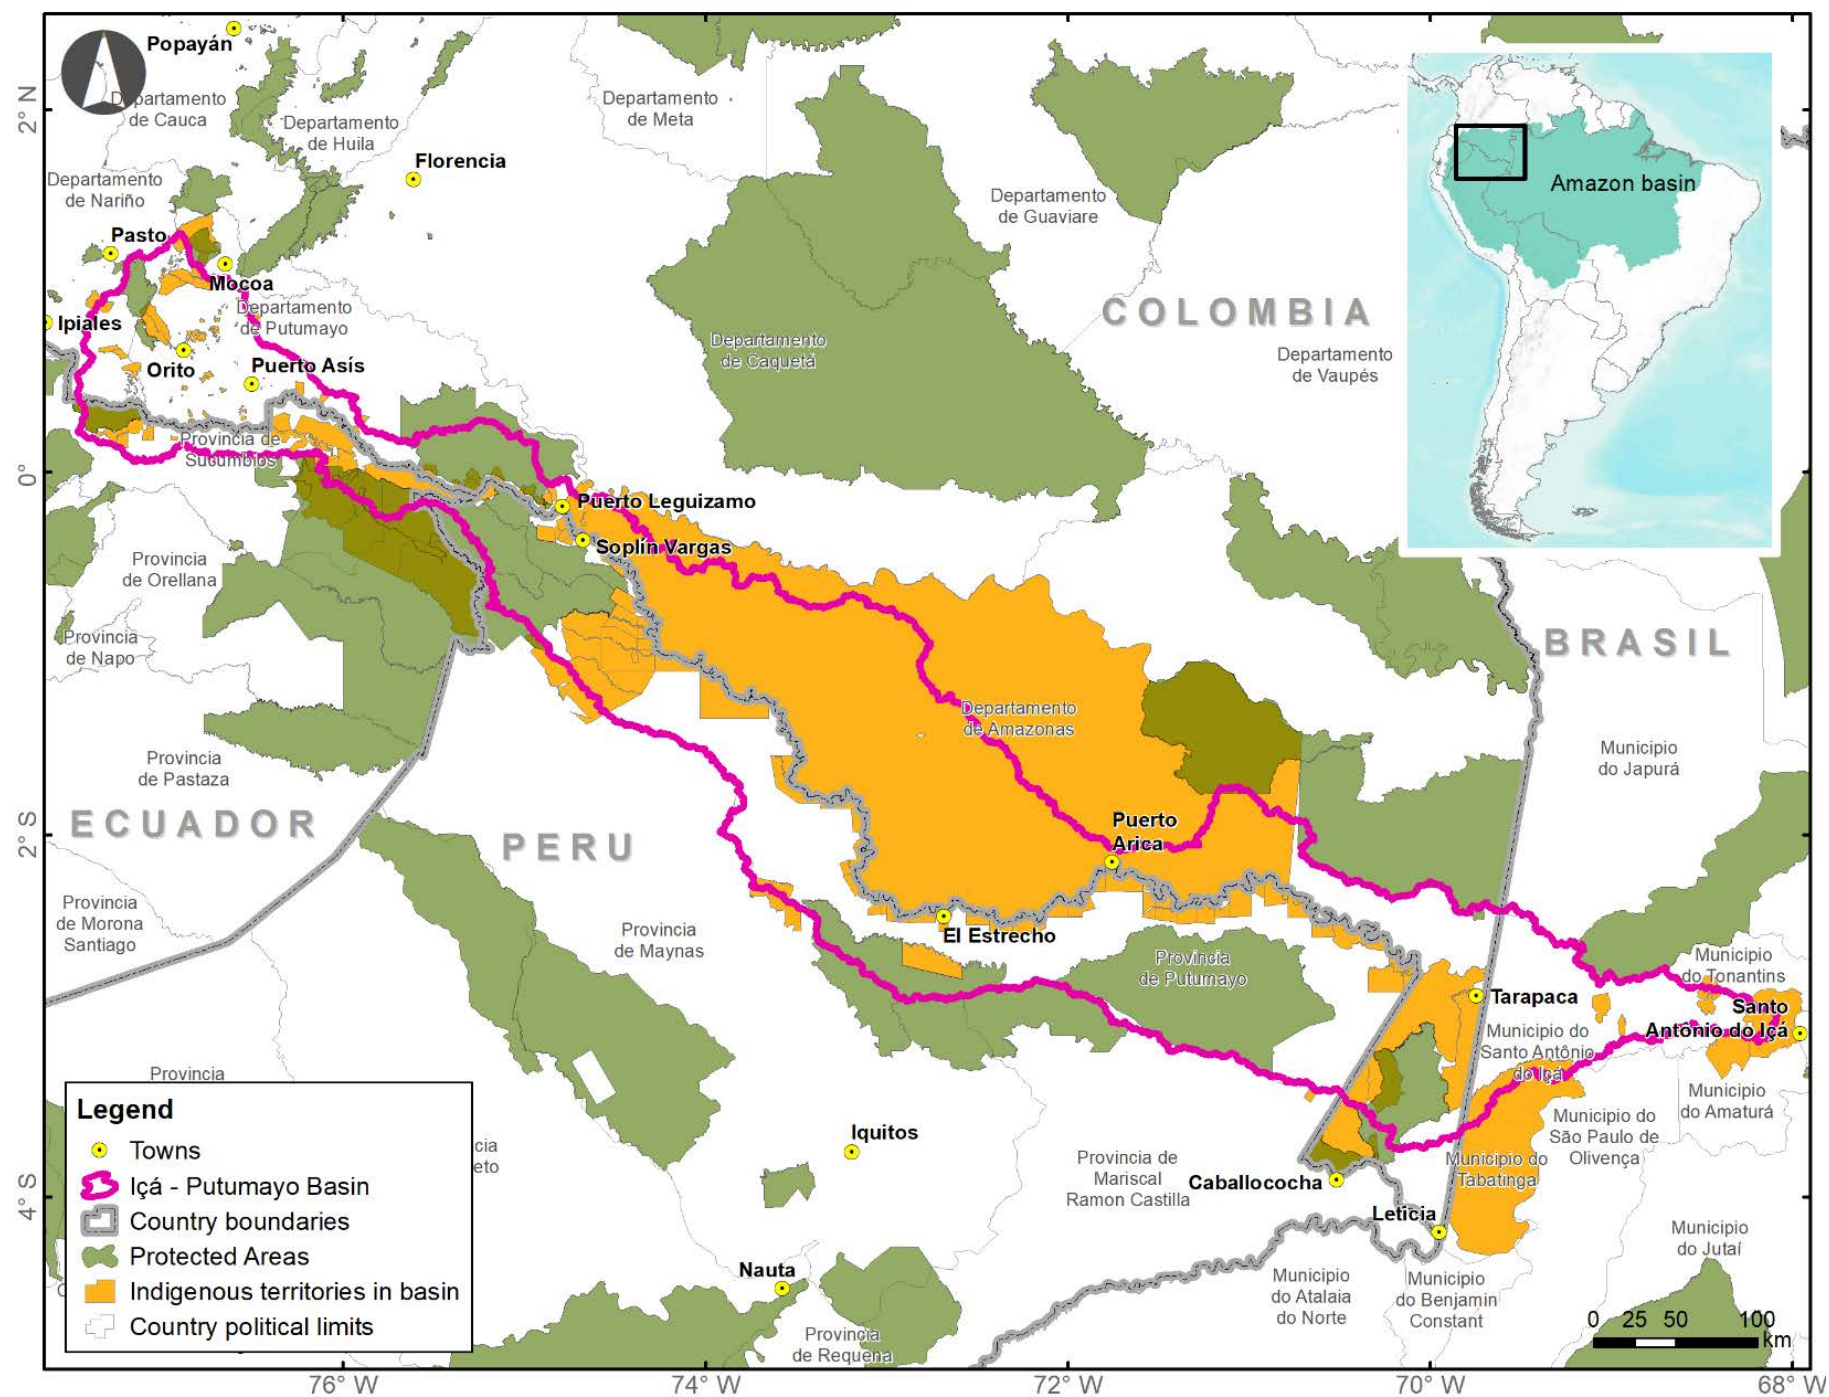 Popayán
2° N
Departamento
de Cauca
Departamento
de Huila
Departamento
de Meta
Florencia
Departamento
de Nariño
Departamento
de Guaviare
Amazon basin
Pasto
Mocoa
Departamento
de Putumayo
COLOMBIA
Ipiales
Departamento
de Caquetá
Departamento
de Vaupés
Orito
Puerto Asís
Provincia de
Sucumbíos
0°
Puerto Leguizamo
Soplín Vargas
Provincia
de Orellana
Provincia
de Napo
BRASIL
Departamento
de Amazonas
Provincia
de Pastaza
Municipio
do Japurá
ECUADOR
PERU
2° S
Puerto
Arica
Provincia
de Morona
Santiago
Provincia
de Maynas
El Estrecho
Provincia
de Putumayo
Municipio
do Tonantins
Tarapaca
Santo
Antônio do Içá
Municipio do
Santo Antônio
do Içá
Provincia
Municipio
do Amaturá
Municipio do
São Paulo de
Olivença
Iquitos
cia
eto
Provincia de
Mariscal
Ramon Castilla
Caballococha
Municipio do
Tabatinga
4° S
Leticia
Municipio
do Jutaí
Nauta
Municipio
do Atalaia
do Norte
Municipio
do Benjamin
Constant
Provincia
de Requena
Legend
Towns
Içá - Putumayo Basin
Country boundaries
Protected Areas
Indigenous territories in basin
Country political limits
0 25 50 100
km
76° W 74° W 72° W 70° W 68° W